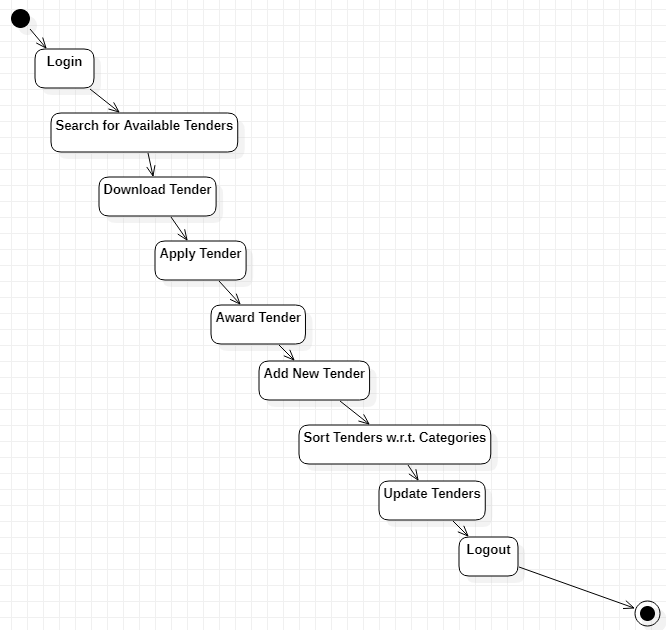 Login
Search for Available Tenders
Download Tender
Apply Tender
Award Tender
Add New Tender
Sort Tenders w.r.t. Categories
Update Tenders
Logout